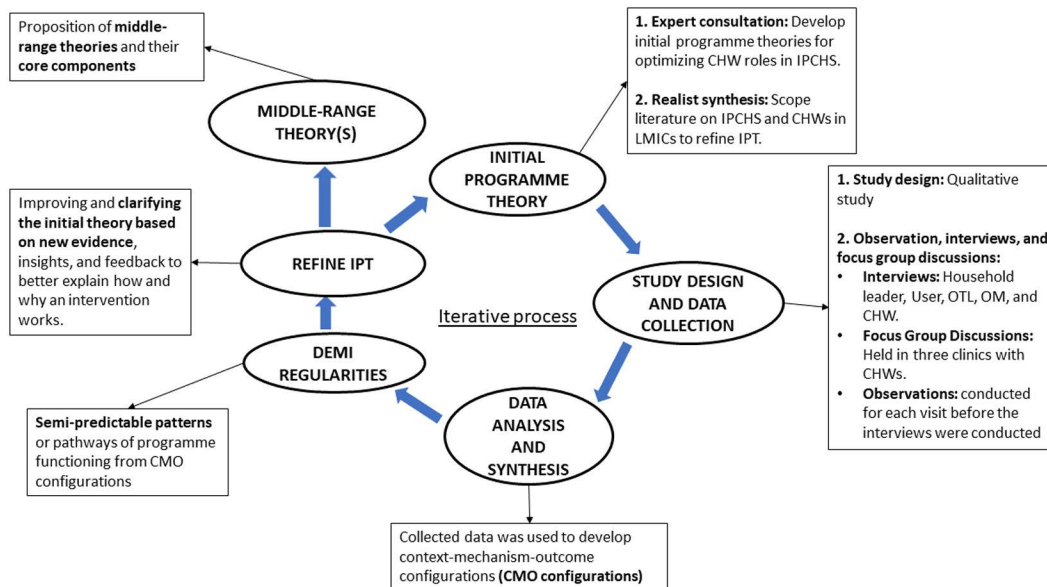 Proposition of middle-
range theories and their
core components
MIDDLE-RANGE
THEORY(S)
1. Expert consultation: Develop
initial programme theories for
optimizing CHW roles in IPCHS.
2. Realist synthesis: Scope
literature on IPCHS and CHWs in
LMICs to refine IPT.
INITIAL
PROGRAMME
THEORY
1. Study design: Qualitative
study
2. Observation, interviews, and
focus group discussions:
• Interviews: Household
leader, User, OTL, OM, and
CHW.
• Focus Group Discussions:
Held in three clinics with
CHWs.
• Observations: conducted
for each visit before the
interviews were conducted
STUDY DESIGN
AND DATA
COLLECTION
Improving and clarifying
the initial theory based
on new evidence,
insights, and feedback to
better explain how and
why an intervention
works.
REFINE IPT
Iterative process
DEMI
REGULARITIES
Semi-predictable patterns
or pathways of programme
functioning from CMO
configurations
DATA
ANALYSIS
AND
SYNTHESIS
Collected data was used to develop
context-mechanism-outcome
configurations (CMO configurations)